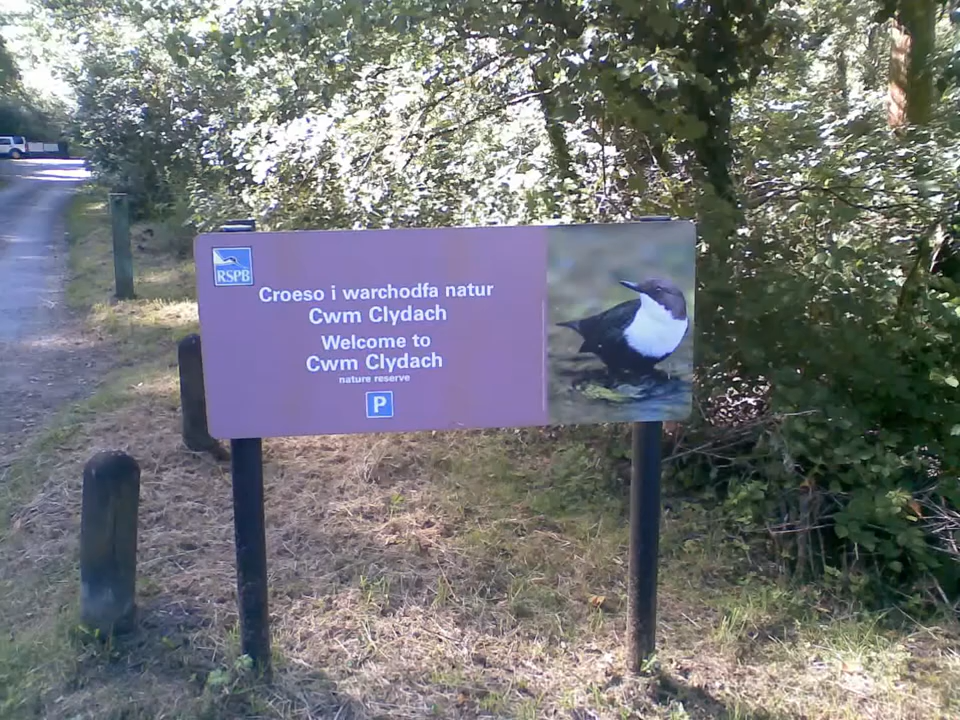 RSPB
Croeso i warchodfa natur
Cwm Clydach
Welcome to
Cwm Clydach
nature reserve
P